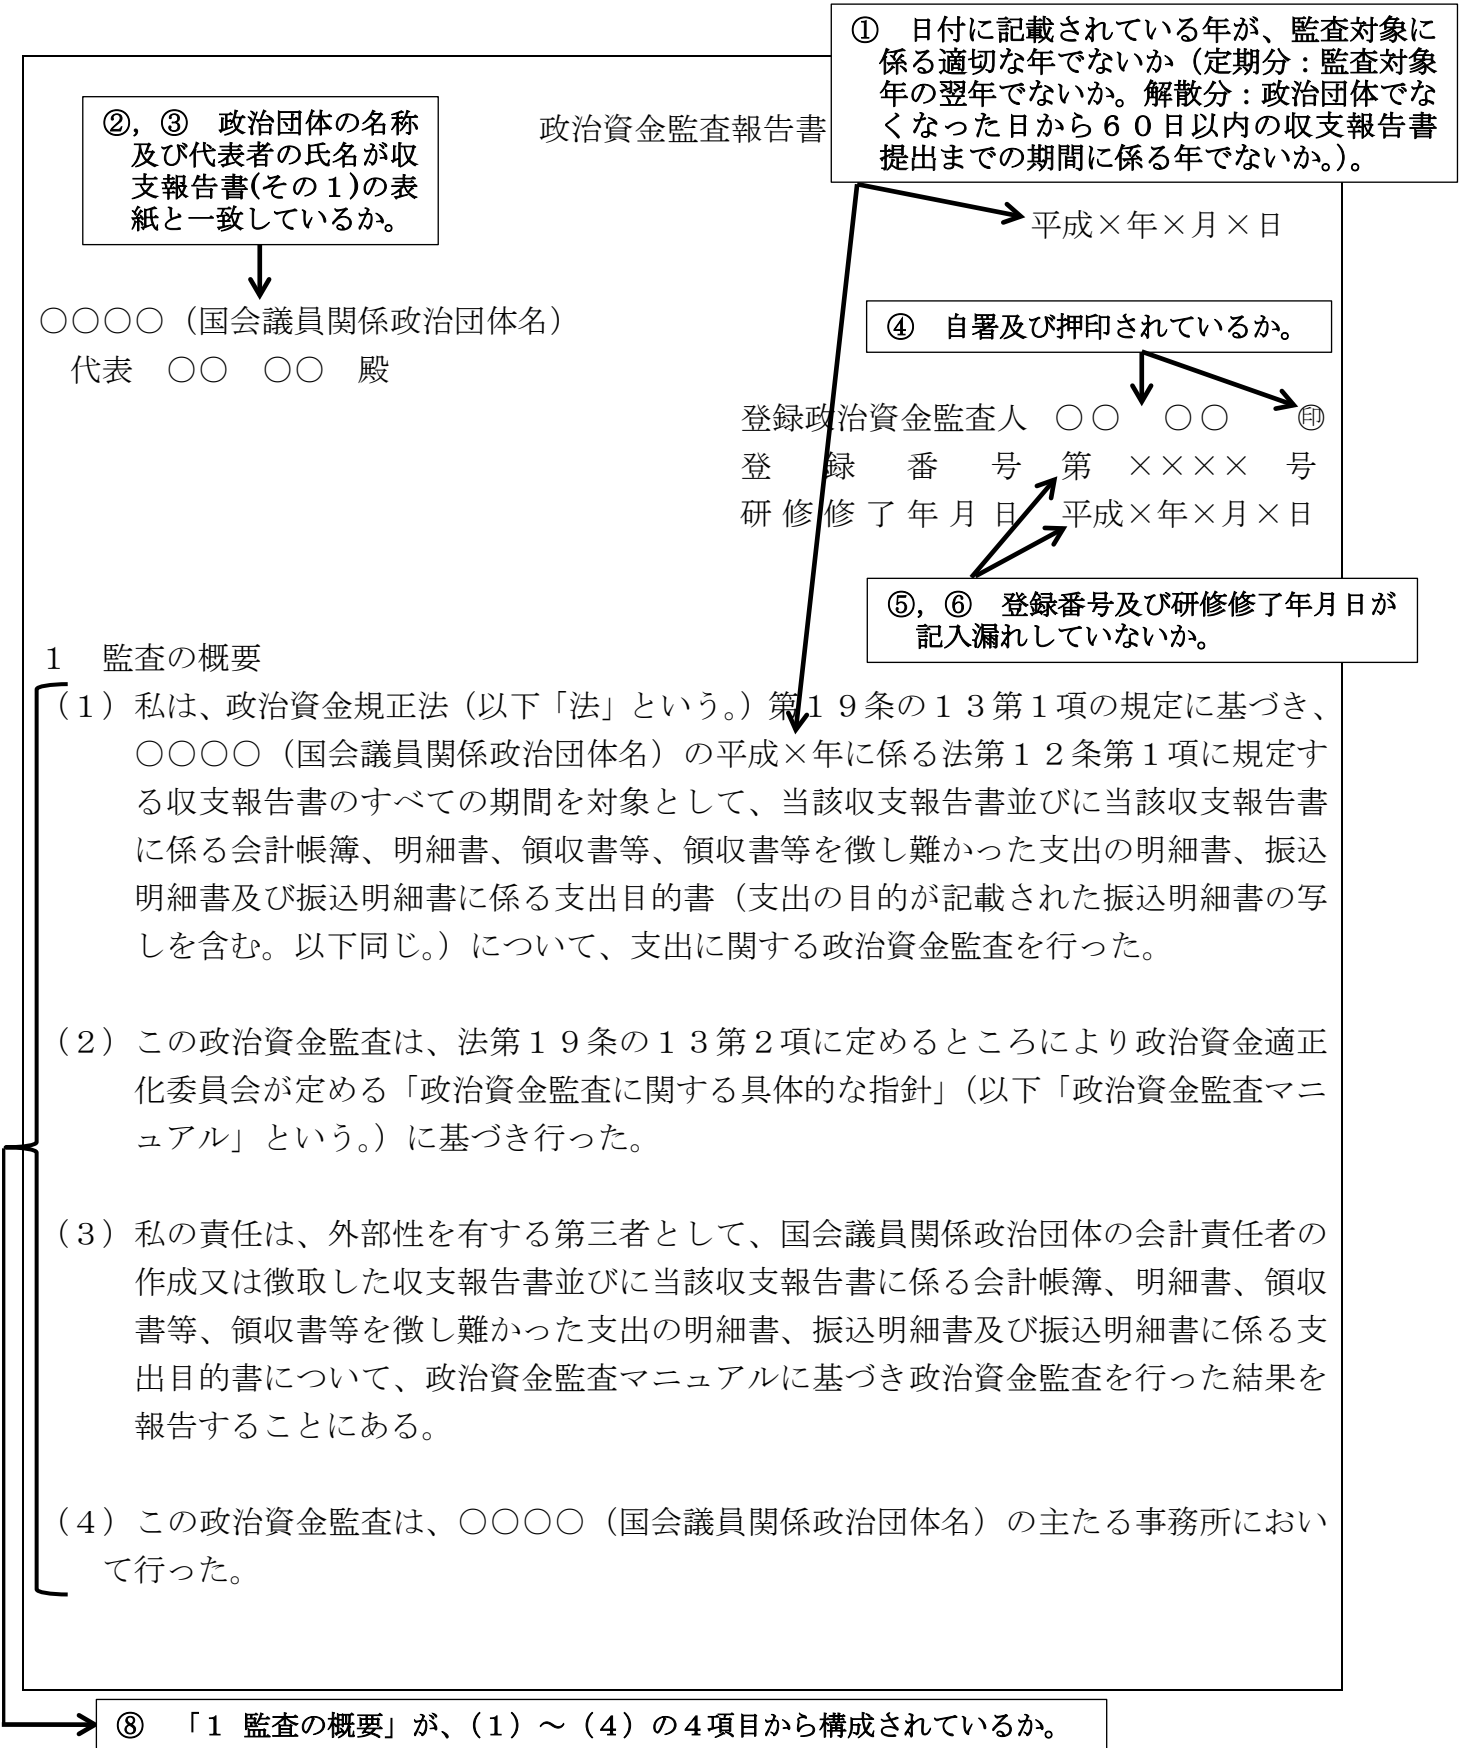 ① 日付に記載されている年が、監査対象に
係る適切な年でないか（定期分：監査対象
年の翌年でないか。解散分：政治団体でな
くなった日から６０日以内の収支報告書
提出までの期間に係る年でないか。）。
②，③ 政治団体の名称
及び代表者の氏名が収
支報告書(その１)の表
紙と一致しているか。
政治資金監査報告書
平成×年×月×日
○○○○（国会議員関係政治団体名）
代表 ○○ ○○ 殿
④ 自署及び押印されているか。
登録政治資金監査人 ○○ ○○ ㊞
登録番号 第 ×××× 号
研修修了年月日 平成×年×月×日
⑤，⑥ 登録番号及び研修修了年月日が
記入漏れしていないか。
１ 監査の概要
（１）私は、政治資金規正法（以下「法」という。）第１９条の１３第１項の規定に基づき、
○○○○（国会議員関係政治団体名）の平成×年に係る法第１２条第１項に規定す
る収支報告書のすべての期間を対象として、当該収支報告書並びに当該収支報告書
に係る会計帳簿、明細書、領収書等、領収書等を徴し難かった支出の明細書、振込
明細書及び振込明細書に係る支出目的書（支出の目的が記載された振込明細書の写
しを含む。以下同じ。）について、支出に関する政治資金監査を行った。
（２）この政治資金監査は、法第１９条の１３第２項に定めるところにより政治資金適正
化委員会が定める「政治資金監査に関する具体的な指針」（以下「政治資金監査マニ
ュアル」という。）に基づき行った。
（３）私の責任は、外部性を有する第三者として、国会議員関係政治団体の会計責任者の
作成又は徴取した収支報告書並びに当該収支報告書に係る会計帳簿、明細書、領収
書等、領収書等を徴し難かった支出の明細書、振込明細書及び振込明細書に係る支
出目的書について、政治資金監査マニュアルに基づき政治資金監査を行った結果を
報告することにある。
（４）この政治資金監査は、○○○○（国会議員関係政治団体名）の主たる事務所におい
て行った。
⑧ 「１ 監査の概要」が、（１）～（４）の４項目から構成されているか。